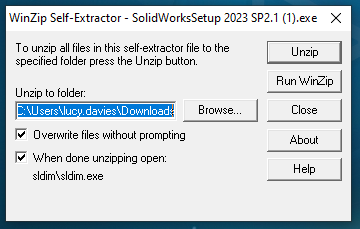 WinZip Self-Extractor - SolidWorksSetup 2023 SP2.1 (1).exe
To unzip all files in this self-extractor file to the
specified folder press the Unzip button.
Unzip
Run WinZip
Unzip to folder:
C:\Users\lucy.davies\Downloads
Browse...
Close
Overwrite files without prompting
About
When done unzipping open:
sldim\sldim.exe
Help